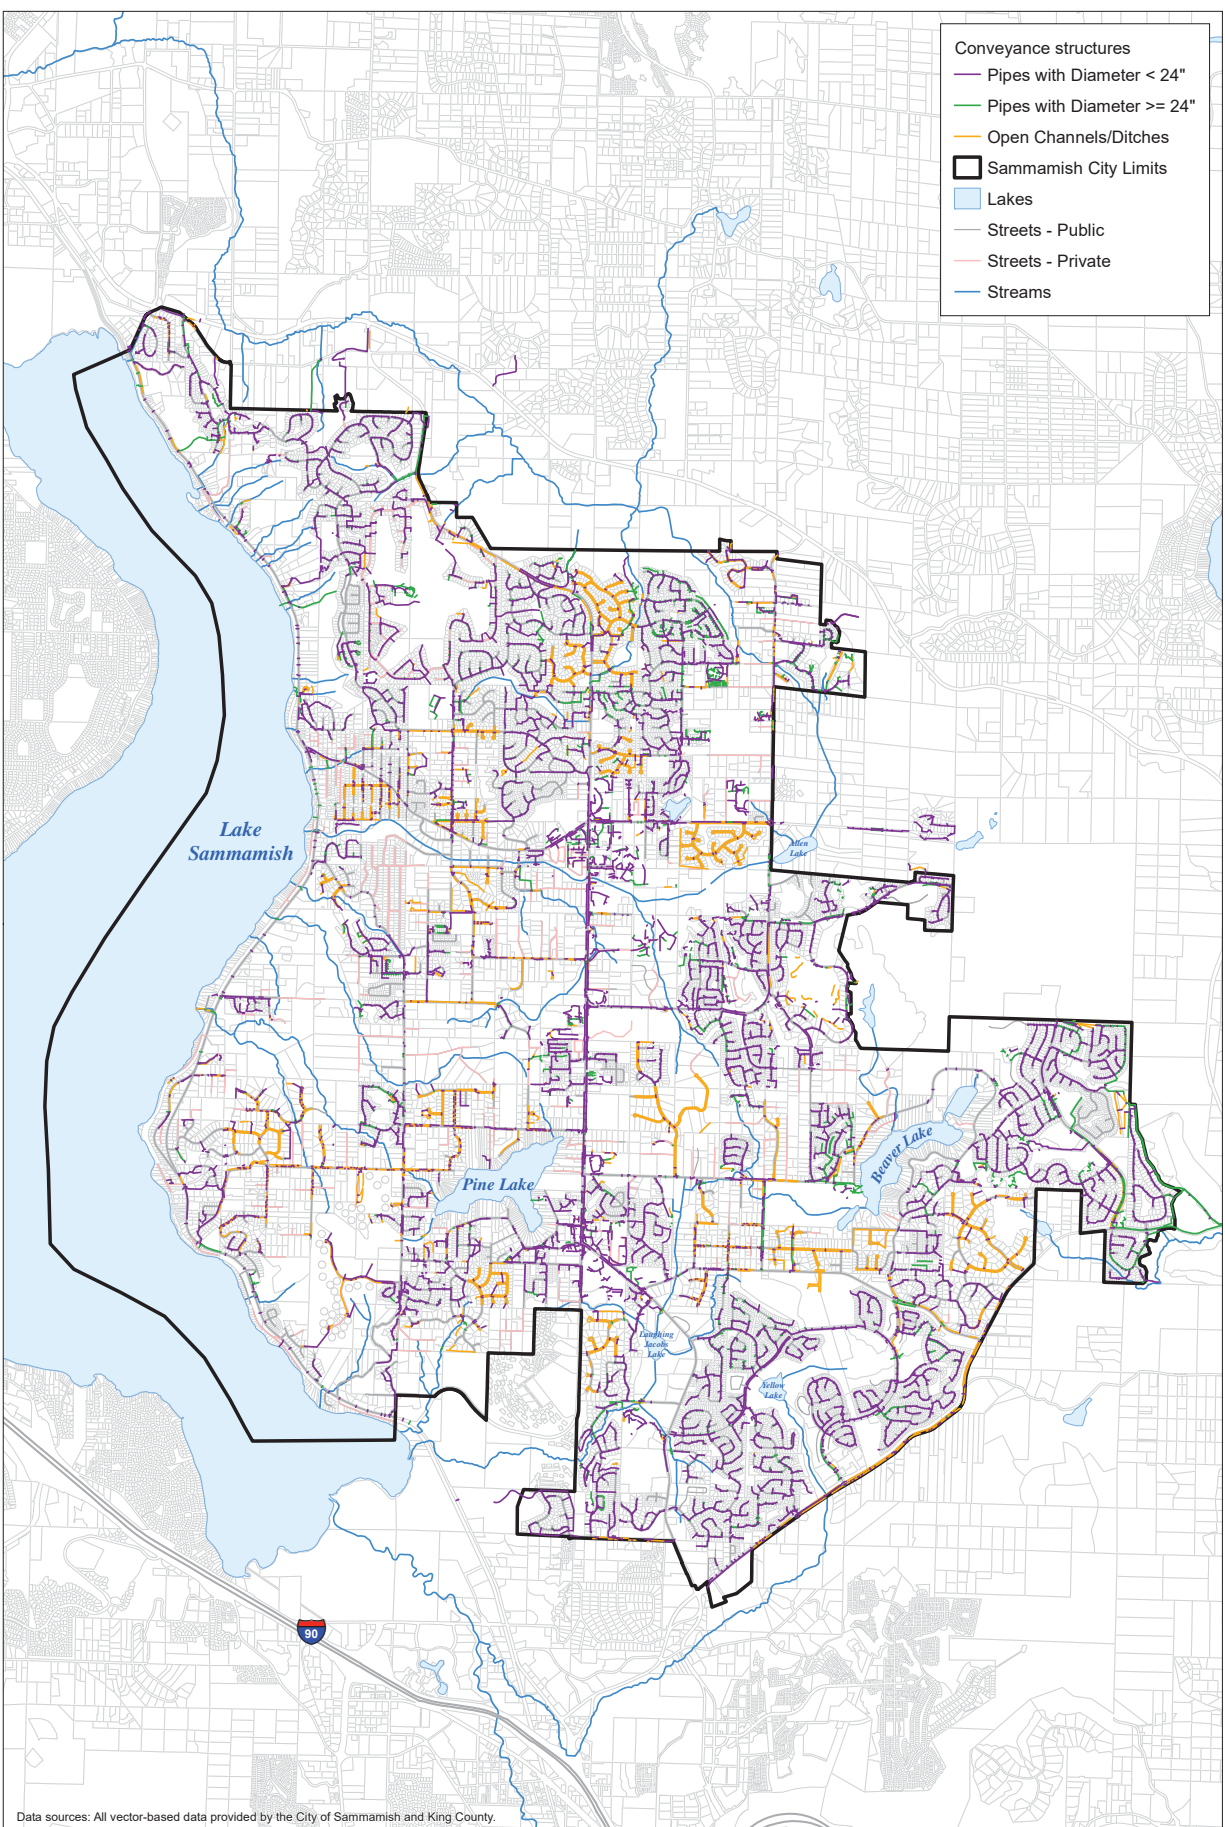 Conveyance structures
Pipes with Diameter < 24"
Pipes with Diameter >= 24"
Open Channels/Ditches
Sammamish City Limits
Lakes
Streets - Public
Streets - Private
Streams
Lake
Sammamish
Allen
Lake
Beaver Lake
Pine Lake
Laughing
Jacobs
Lake
Yellow
Lake
90
Data sources: All vector-based data provided by the City of Sammamish and King County.